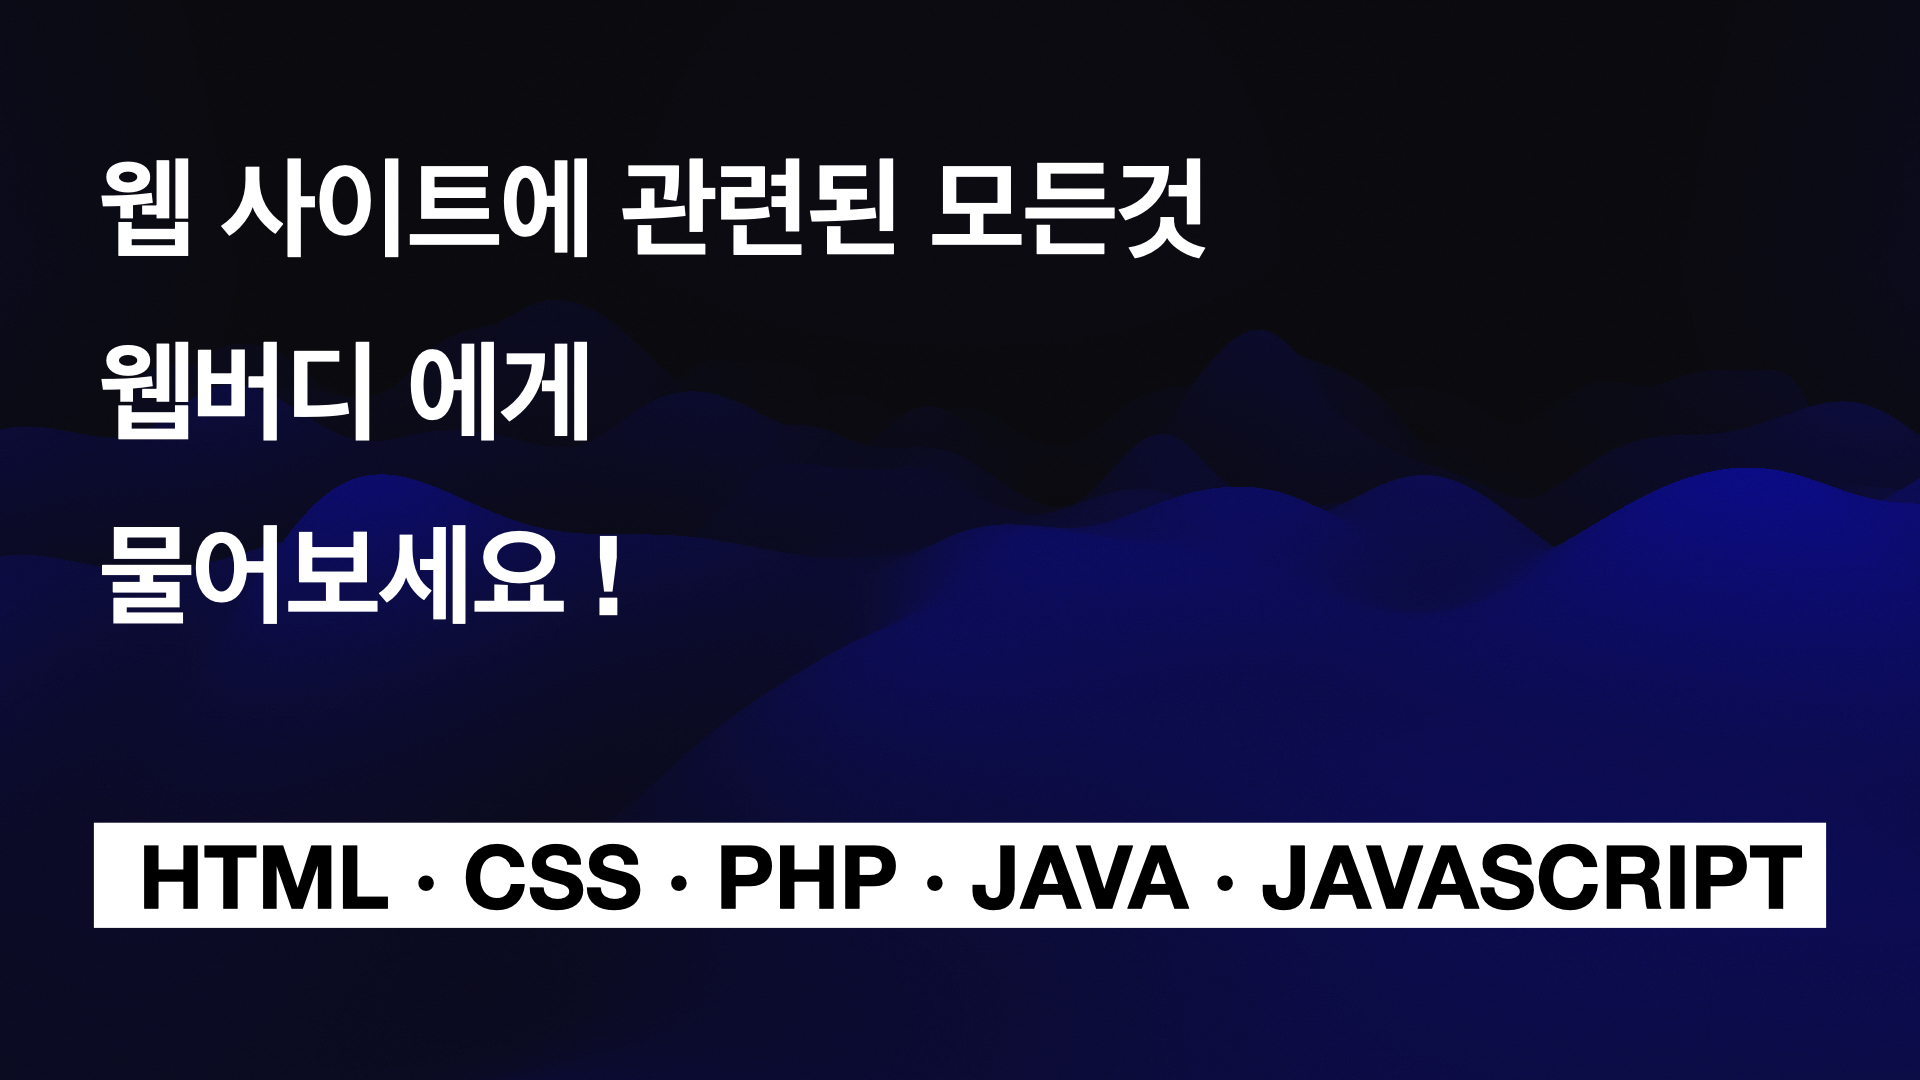 웹 사이트에 관련된 모든것
웹버디 에게
물어보세요 !
HTML · CSS · PHP · JAVA · JAVASCRIPT